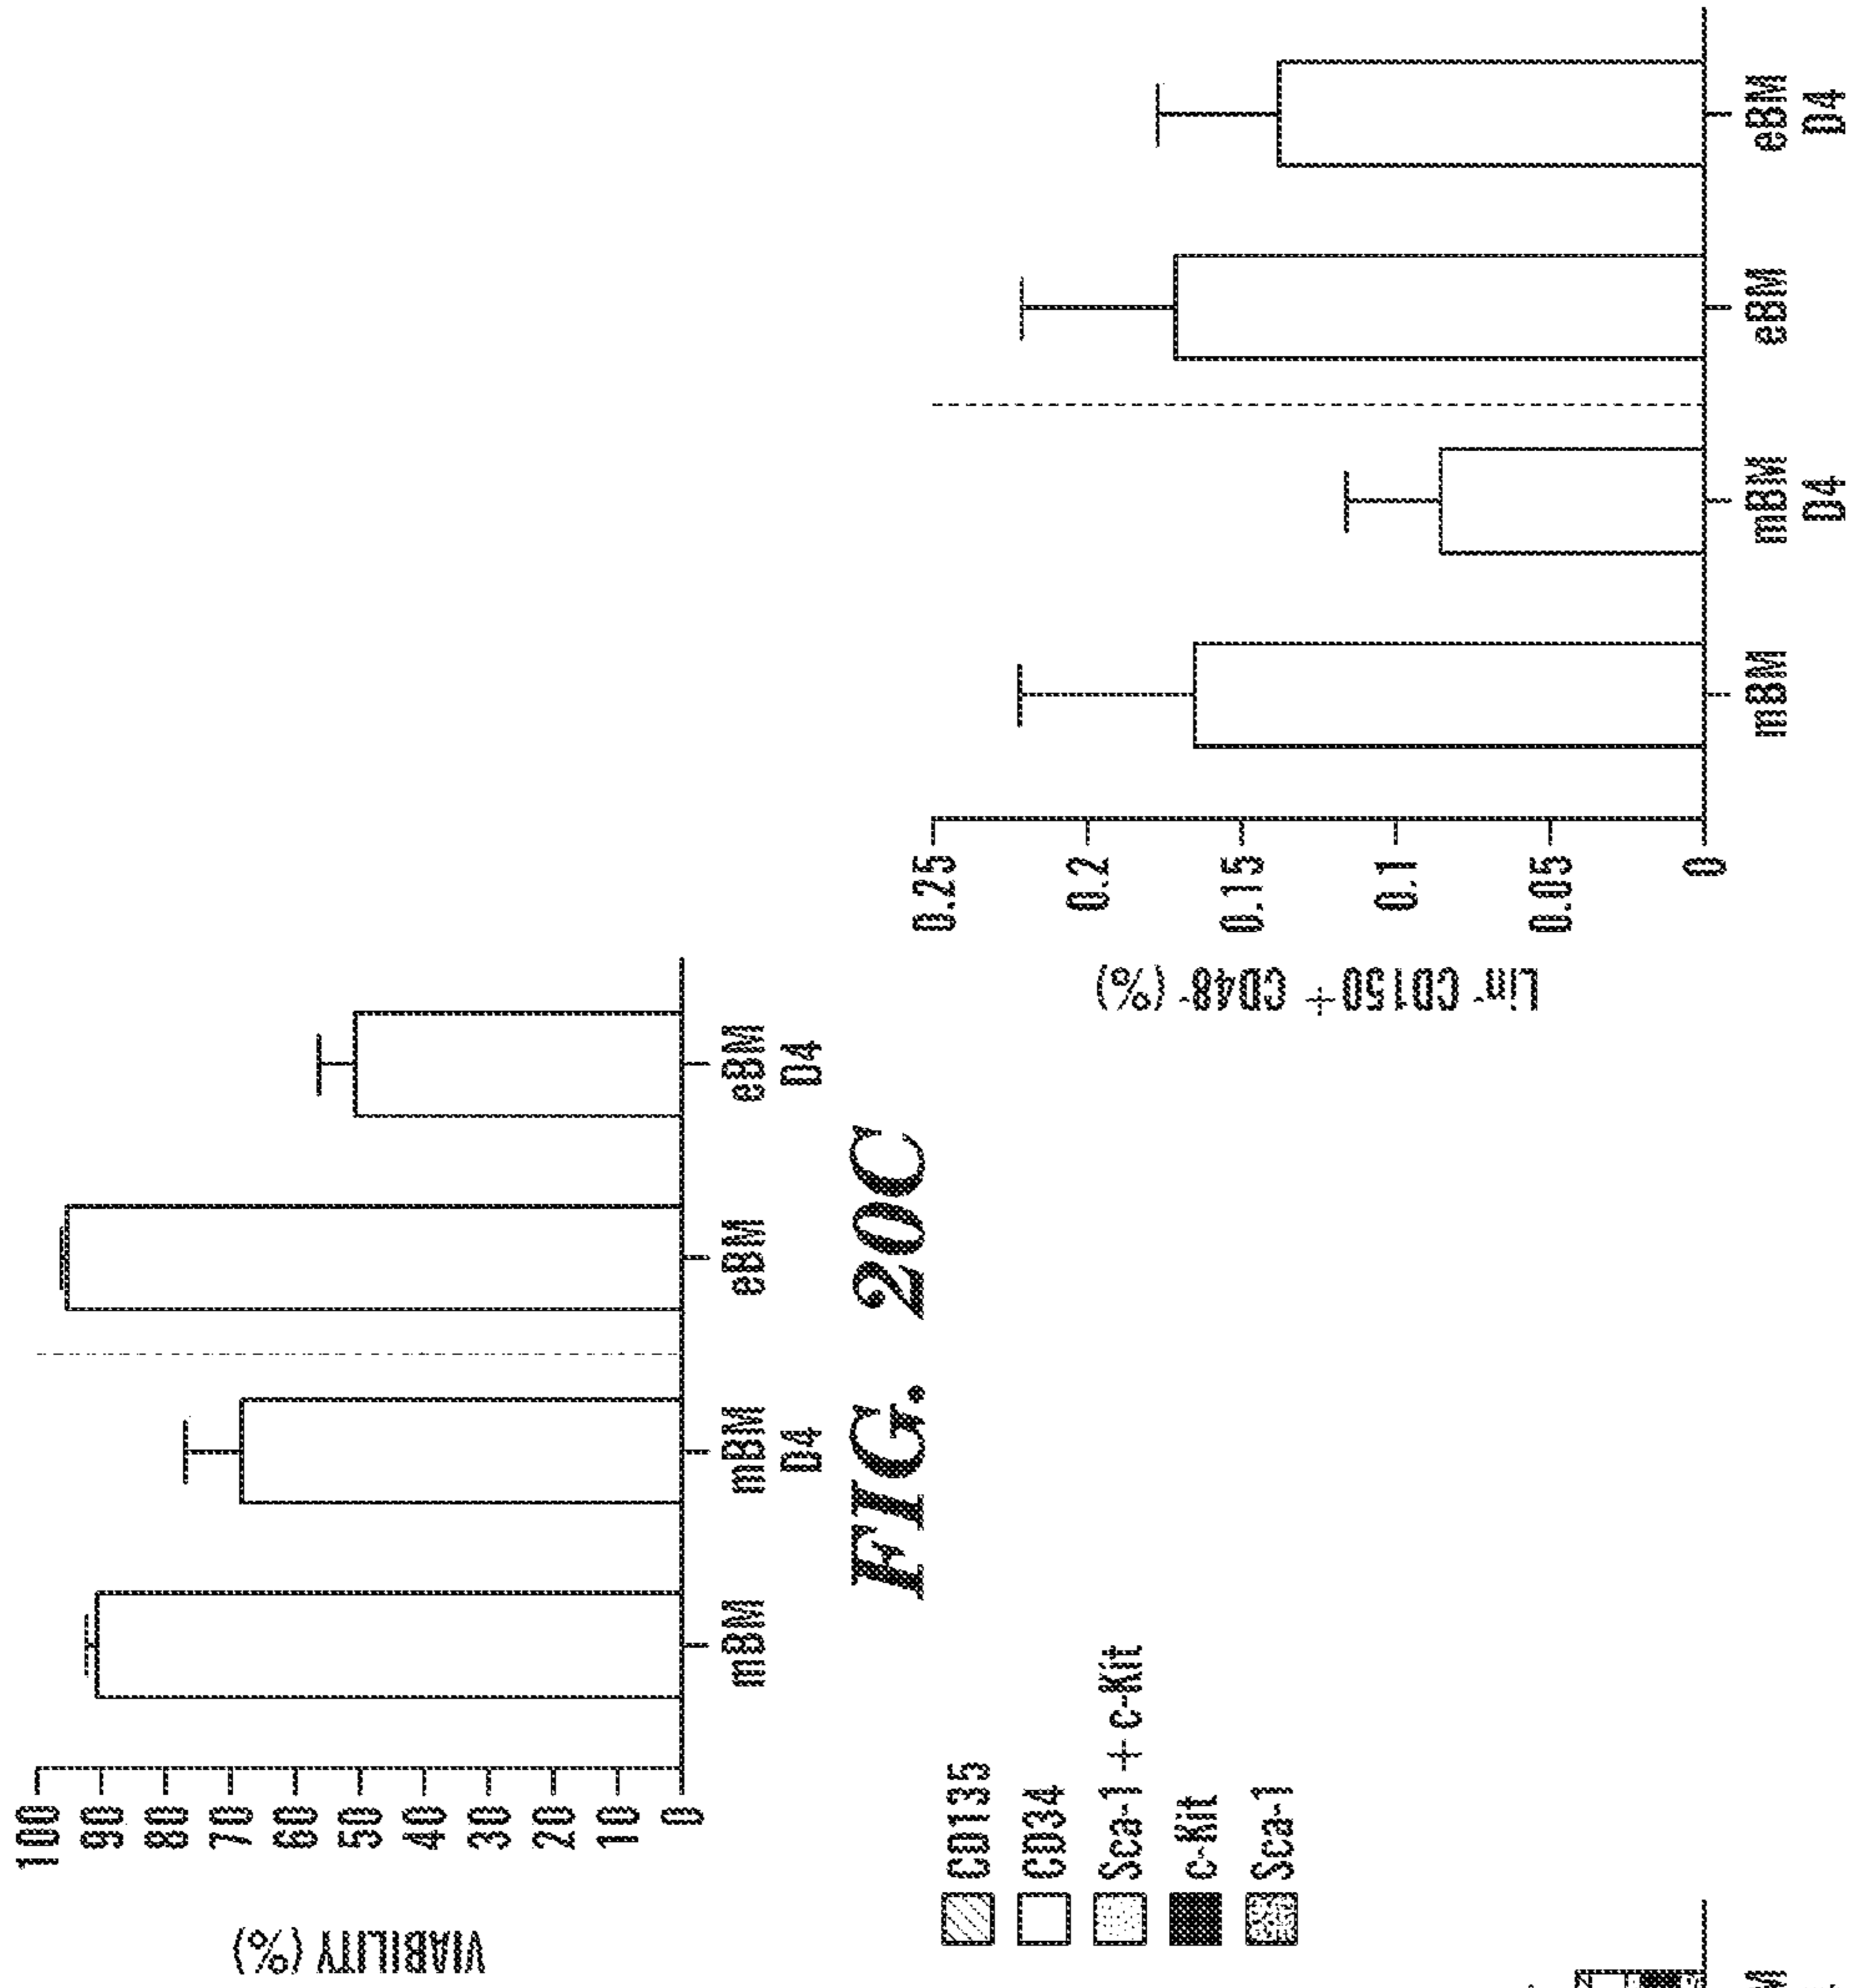 VIABILITY
(%)
100
90
80
70
60
50
40
30
20
10
0
mBM
mBM
D4
eBM
eBM
D4
FIG. 20C
CD135
CD34
Sca-1 + c-Kit
c-Kit
Sca-1
Lin⁻ CD150+ CD48⁻ (%)
0.25
0.2
0.15
0.1
0.05
0
mBM
mBM
D4
eBM
eBM
D4